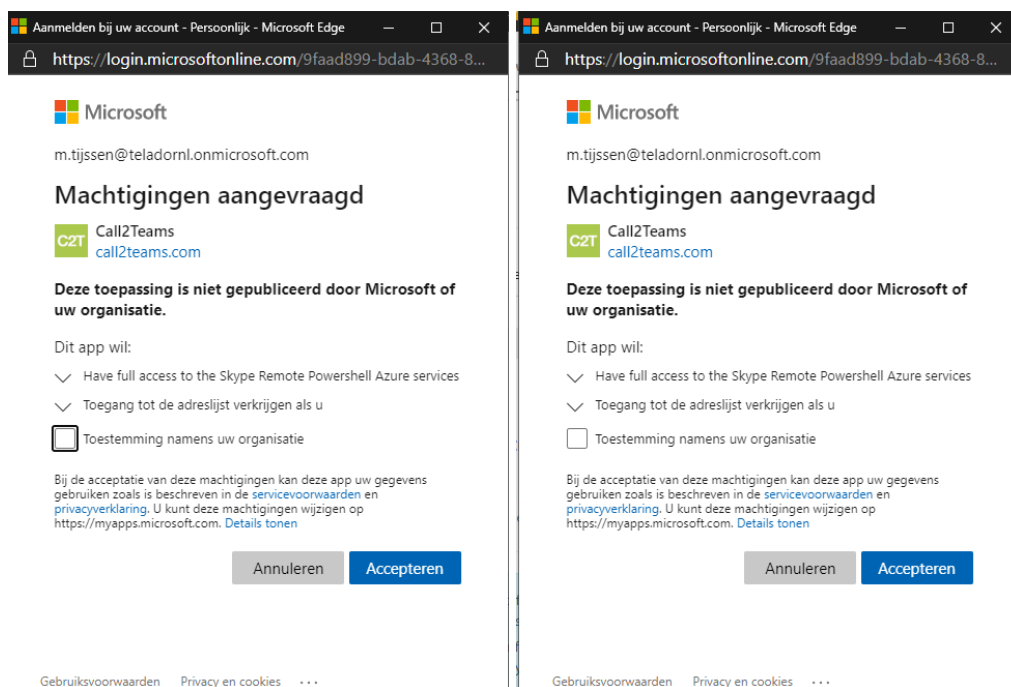 Aanmelden bij uw account - Persoonlijk - Microsoft Edge
https://login.microsoftonline.com/9faad899-bdab-4368-8...
Microsoft
m.tijssen@teladornl.onmicrosoft.com
Machtigingen aangevraagd
C2T
Call2Teams
call2teams.com
Deze toepassing is niet gepubliceerd door Microsoft of
uw organisatie.
Dit app wil:
Have full access to the Skype Remote Powershell Azure services
Toegang tot de adreslijst verkrijgen als u
Toestemming namens uw organisatie
Bij de acceptatie van deze machtigingen kan deze app uw gegevens
gebruiken zoals is beschreven in de servicevoorwaarden en
privacyverklaring. U kunt deze machtigingen wijzigen op
https://myapps.microsoft.com. Details tonen
Annuleren
Accepteren
Gebruiksvoorwaarden Privacy en cookies ...
Aanmelden bij uw account - Persoonlijk - Microsoft Edge
https://login.microsoftonline.com/9faad899-bdab-4368-8...
Microsoft
m.tijssen@teladornl.onmicrosoft.com
Machtigingen aangevraagd
C2T
Call2Teams
call2teams.com
Deze toepassing is niet gepubliceerd door Microsoft of
uw organisatie.
Dit app wil:
Have full access to the Skype Remote Powershell Azure services
Toegang tot de adreslijst verkrijgen als u
Toestemming namens uw organisatie
Bij de acceptatie van deze machtigingen kan deze app uw gegevens
gebruiken zoals is beschreven in de servicevoorwaarden en
privacyverklaring. U kunt deze machtigingen wijzigen op
https://myapps.microsoft.com. Details tonen
Annuleren
Accepteren
Gebruiksvoorwaarden Privacy en cookies ...